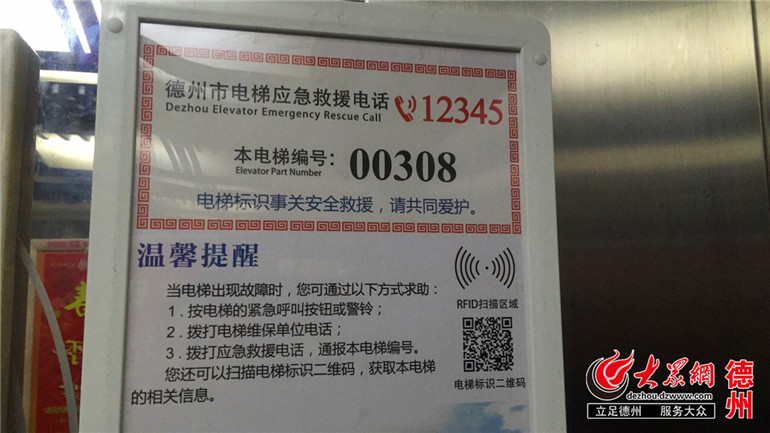 德州市电梯应急救援电话 12345
Dezhou Elevator Emergency Rescue Call
本电梯编号： 00308
Elevator Part Number
电梯标识事关安全救援，请共同爱护。
温馨提醒
当电梯出现故障时，您可通过以下方式求助：
1．按电梯的紧急呼叫按钮或警铃；
2．拨打电梯维保单位电话；
3．拨打应急救援电话，通报本电梯编号。
您还可以扫描电梯标识二维码，获取本电梯
的相关信息。
RFID扫描区域
电梯标识二维码
大众網 德州
dezhou.dzwww.com
立足德州 服务大众